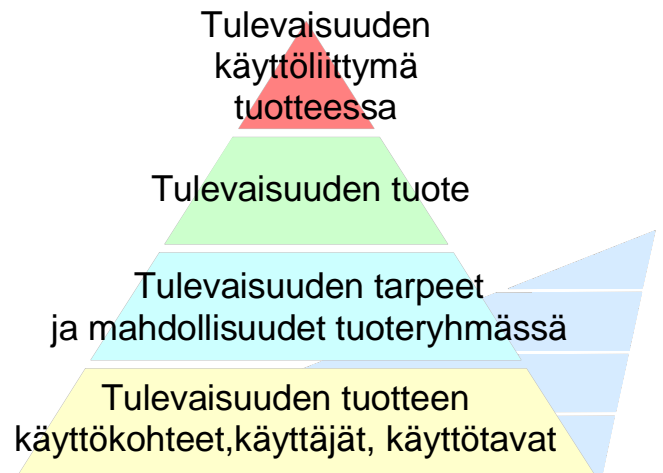 Tulevaisuuden
käyttöliittymä
tuotteessa
Tulevaisuuden tuote
Tulevaisuuden tarpeet
ja mahdollisuudet tuoteryhmässä
Tulevaisuuden tuotteen
käyttökohteet,käyttäjät, käyttötavat